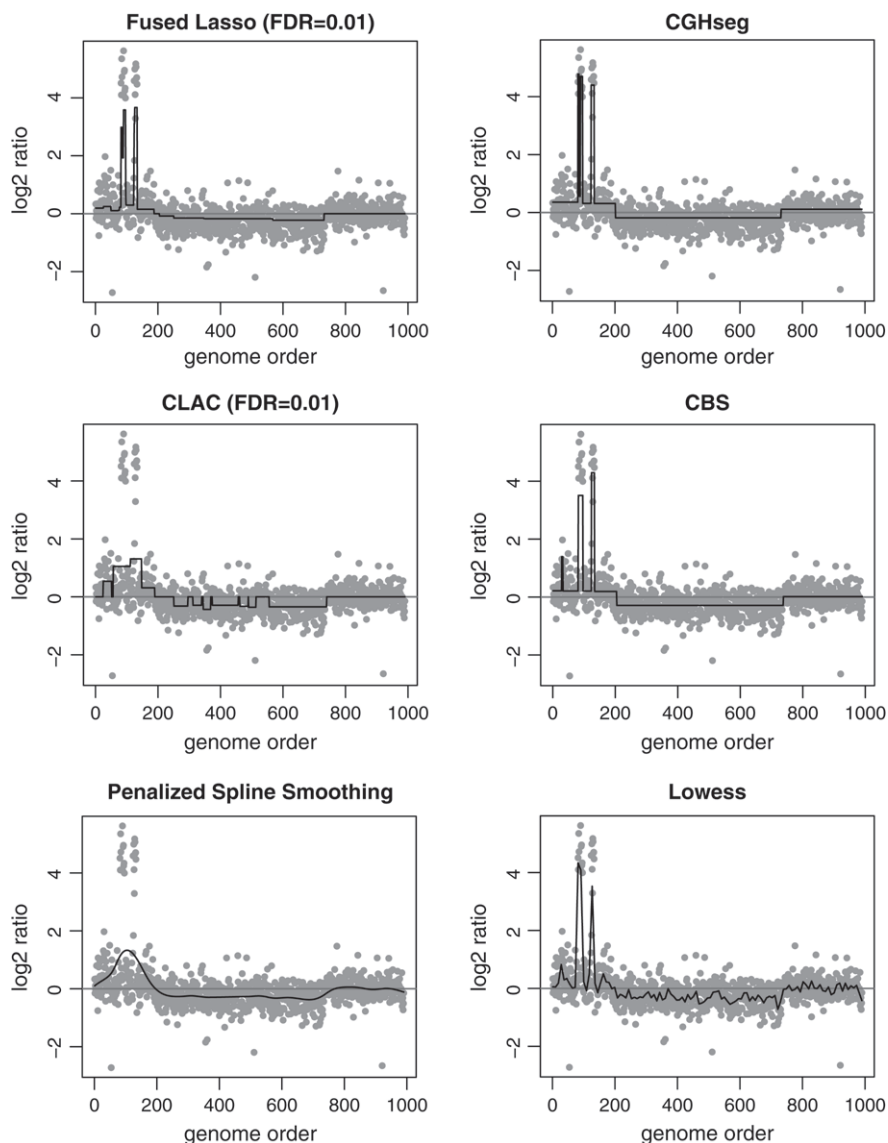 Fused Lasso (FDR=0.01)
log2 ratio
4
2
0
−2
0 200 400 600 800 1000
genome order
CGHseg
log2 ratio
4
2
0
−2
0 200 400 600 800 1000
genome order
CLAC (FDR=0.01)
log2 ratio
4
2
0
−2
0 200 400 600 800 1000
genome order
CBS
log2 ratio
4
2
0
−2
0 200 400 600 800 1000
genome order
Penalized Spline Smoothing
log2 ratio
4
2
0
−2
0 200 400 600 800 1000
genome order
Lowess
log2 ratio
4
2
0
−2
0 200 400 600 800 1000
genome order